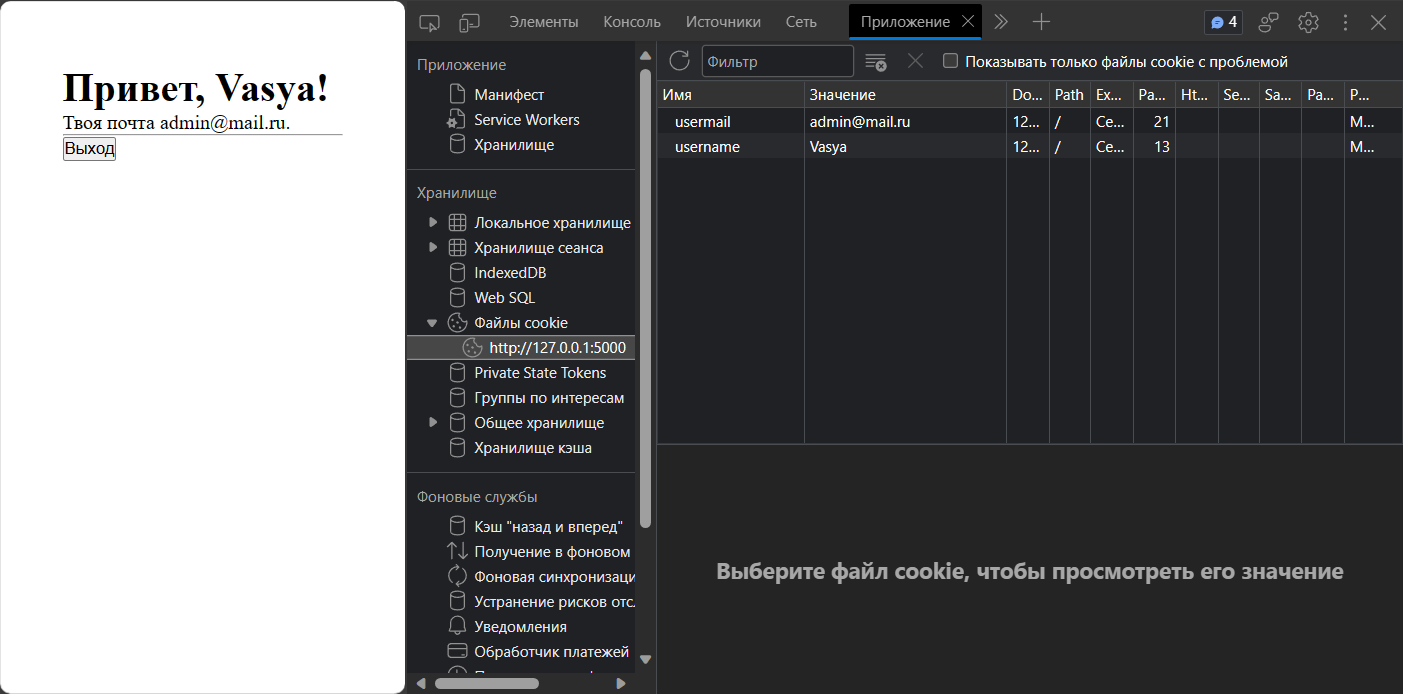 Привет, Vasya!
Твоя почта admin@mail.ru.
Выход
Элементы Консоль Источники Сеть Приложение 4
Приложение
Манифест
Service Workers
Хранилище
Хранилище
Локальное хранилище
Хранилище сеанса
IndexedDB
Web SQL
Файлы cookie
http://127.0.0.1:5000
Private State Tokens
Группы по интересам
Общее хранилище
Хранилище кэша
Фоновые службы
Кэш "назад и вперед"
Получение в фоновом
Фоновая синхронизаци
Устранение рисков отс
Уведомления
Обработчик платежей
Фильтр Показывать только файлы cookie с проблемой
Имя Значение Do... Path Ex... Pa... Ht... Se... Sa... Pa... P...
usermail admin@mail.ru 12... / Ce... 21 M...
username Vasya 12... / Ce... 13 M...
Выберите файл cookie, чтобы просмотреть его значение